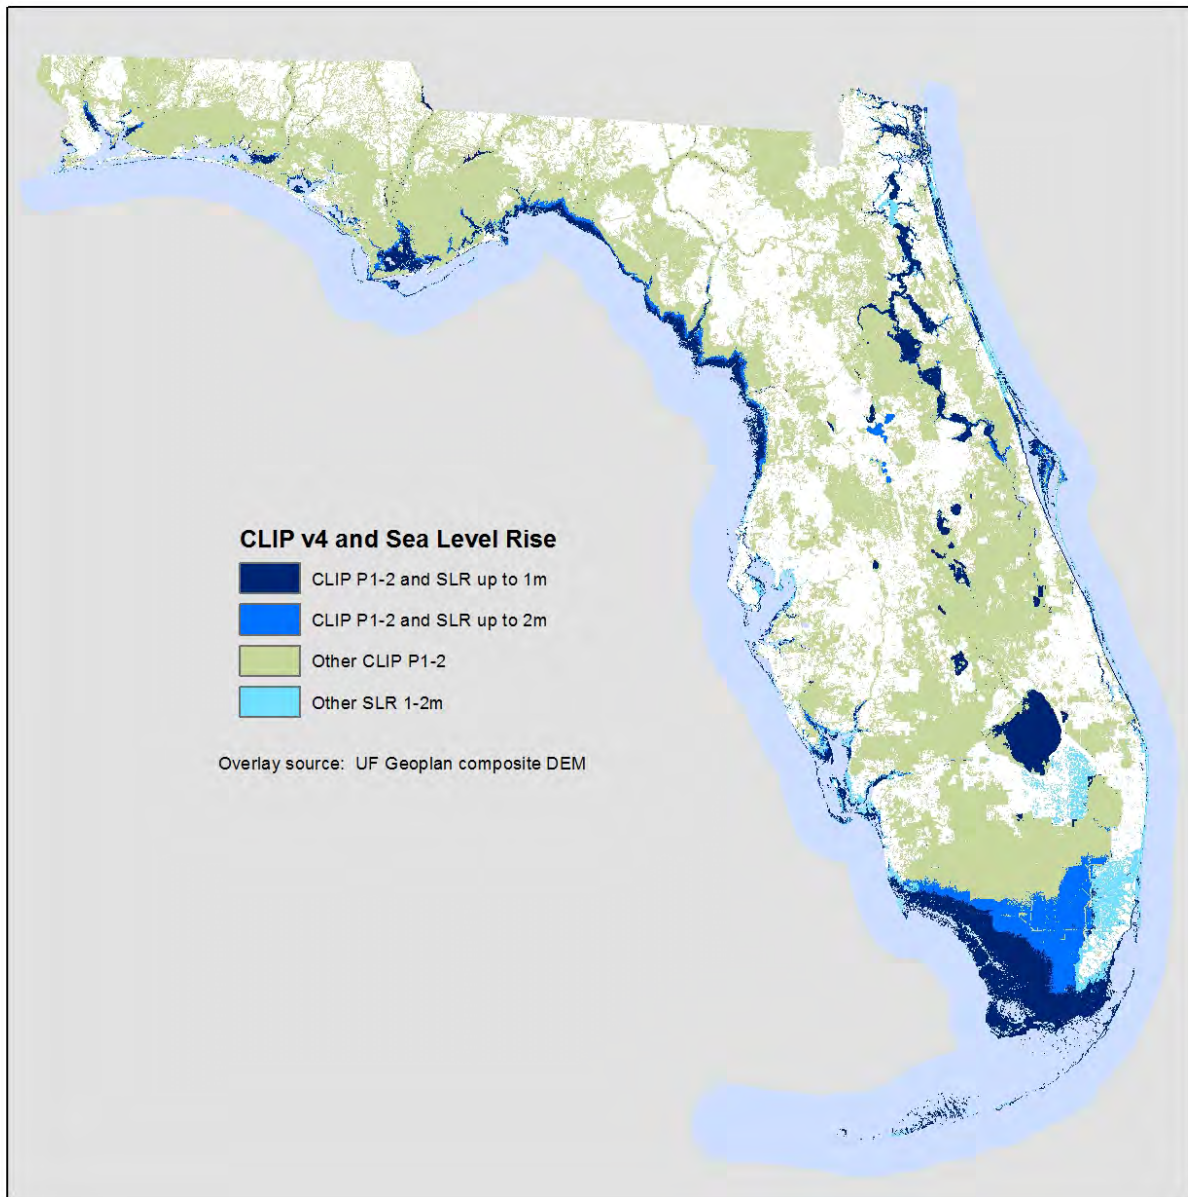 CLIP v4 and Sea Level Rise
CLIP P1-2 and SLR up to 1m
CLIP P1-2 and SLR up to 2m
Other CLIP P1-2
Other SLR 1-2m
Overlay source: UF Geoplan composite DEM